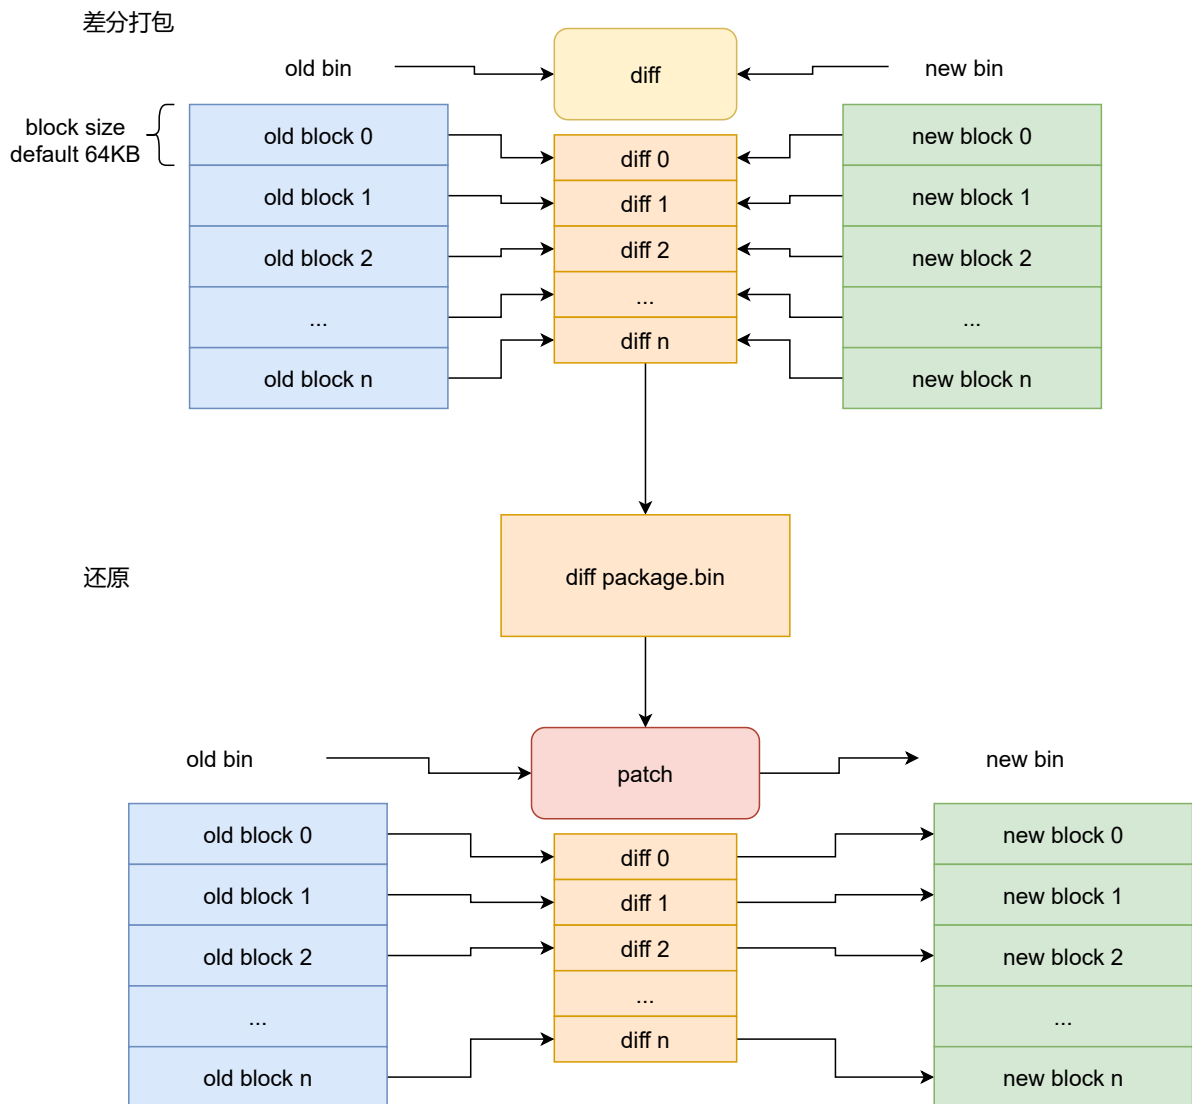 差分打包
old bin
diff
new bin
block size
default 64KB
old block 0
diff 0
new block 0
old block 1
diff 1
new block 1
old block 2
diff 2
new block 2
...
...
...
old block n
diff n
new block n
diff package.bin
还原
old bin
patch
new bin
old block 0
diff 0
new block 0
old block 1
diff 1
new block 1
old block 2
diff 2
new block 2
...
...
...
old block n
diff n
new block n